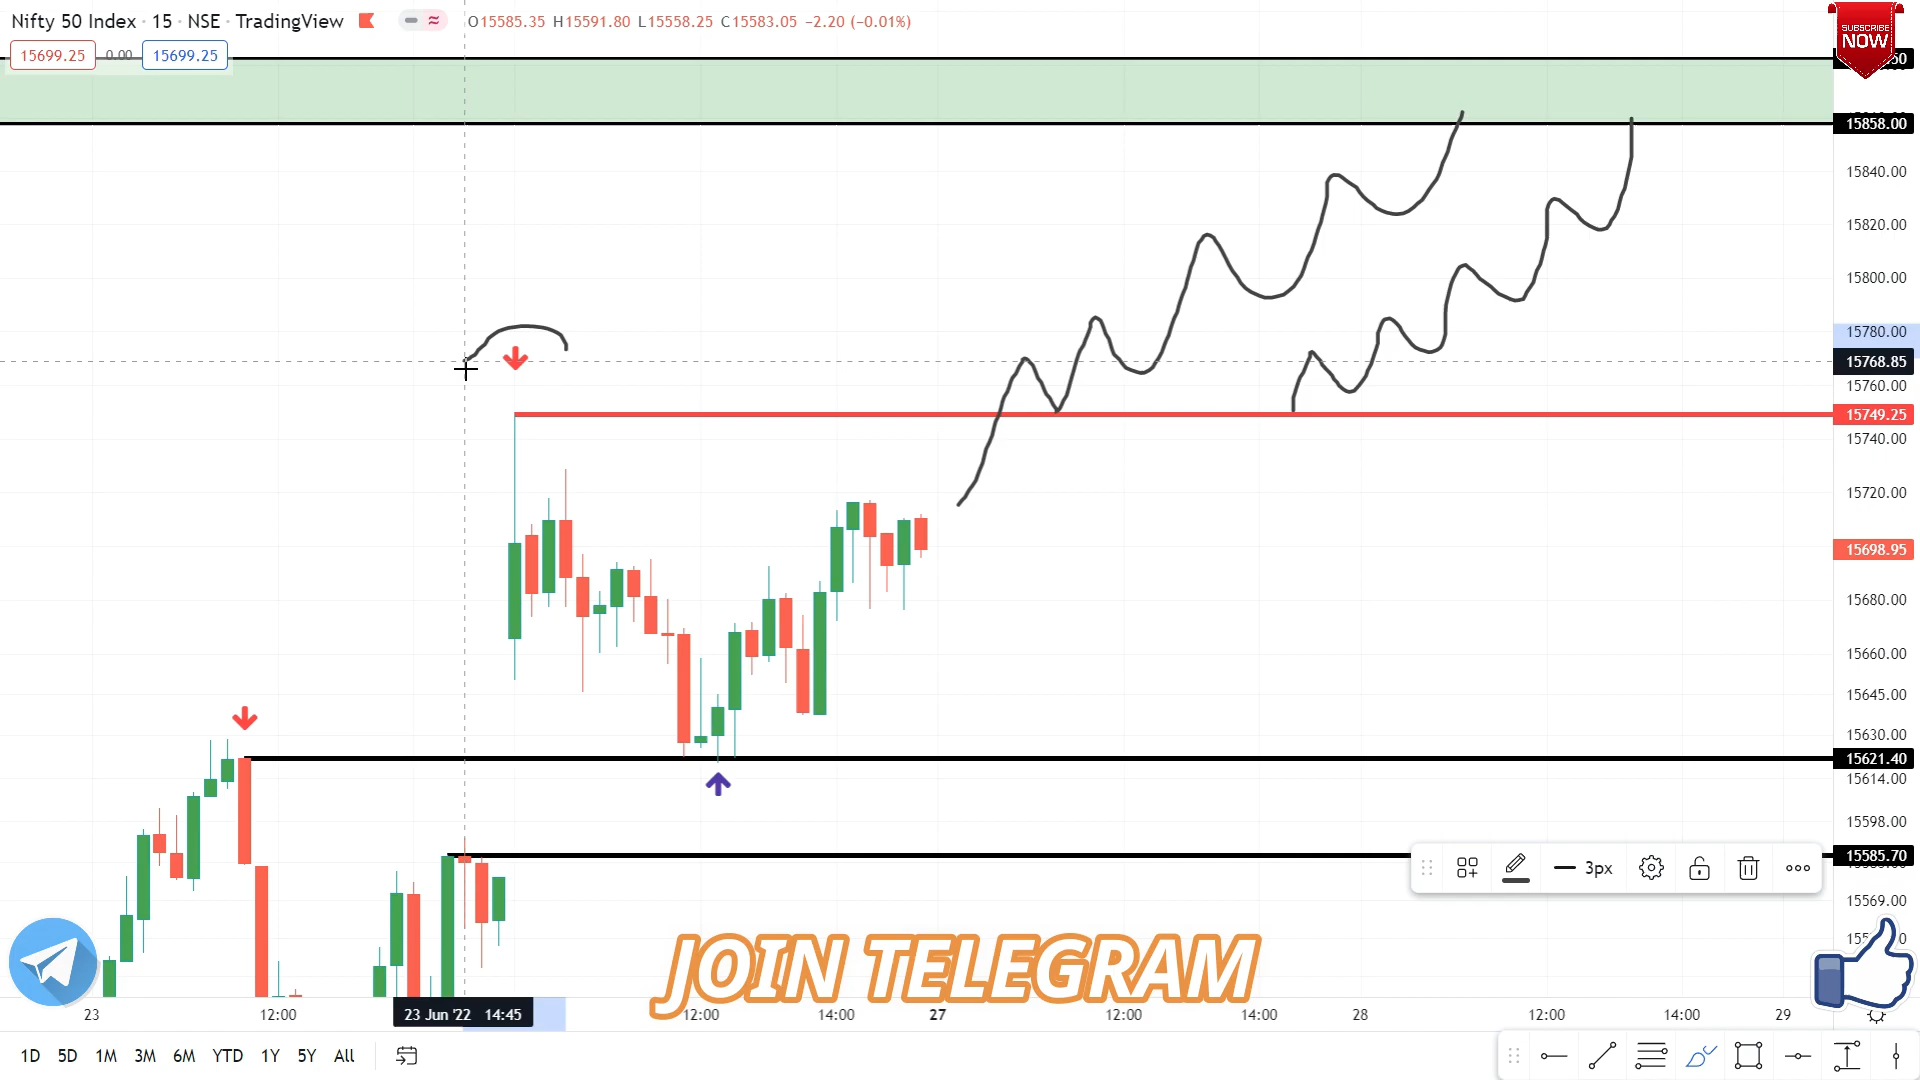 Nifty 50 Index · 15 · NSE · TradingView O15585.35 H15591.80 L15558.25 C15583.05 −2.20 (−0.01%)
SUBSCRIBE
NOW
15699.25 0.00 15699.25
15858.00
15840.00
15820.00
15800.00
15780.00
15768.85
15760.00
15749.25
15740.00
15720.00
15698.95
15680.00
15660.00
15645.00
15630.00
15621.40
15614.00
15598.00
15585.70
3px
15569.00
JOIN TELEGRAM
23 12:00 23 Jun '22 14:45 12:00 14:00 27 12:00 14:00 28 12:00 14:00 29
1D 5D 1M 3M 6M YTD 1Y 5Y All